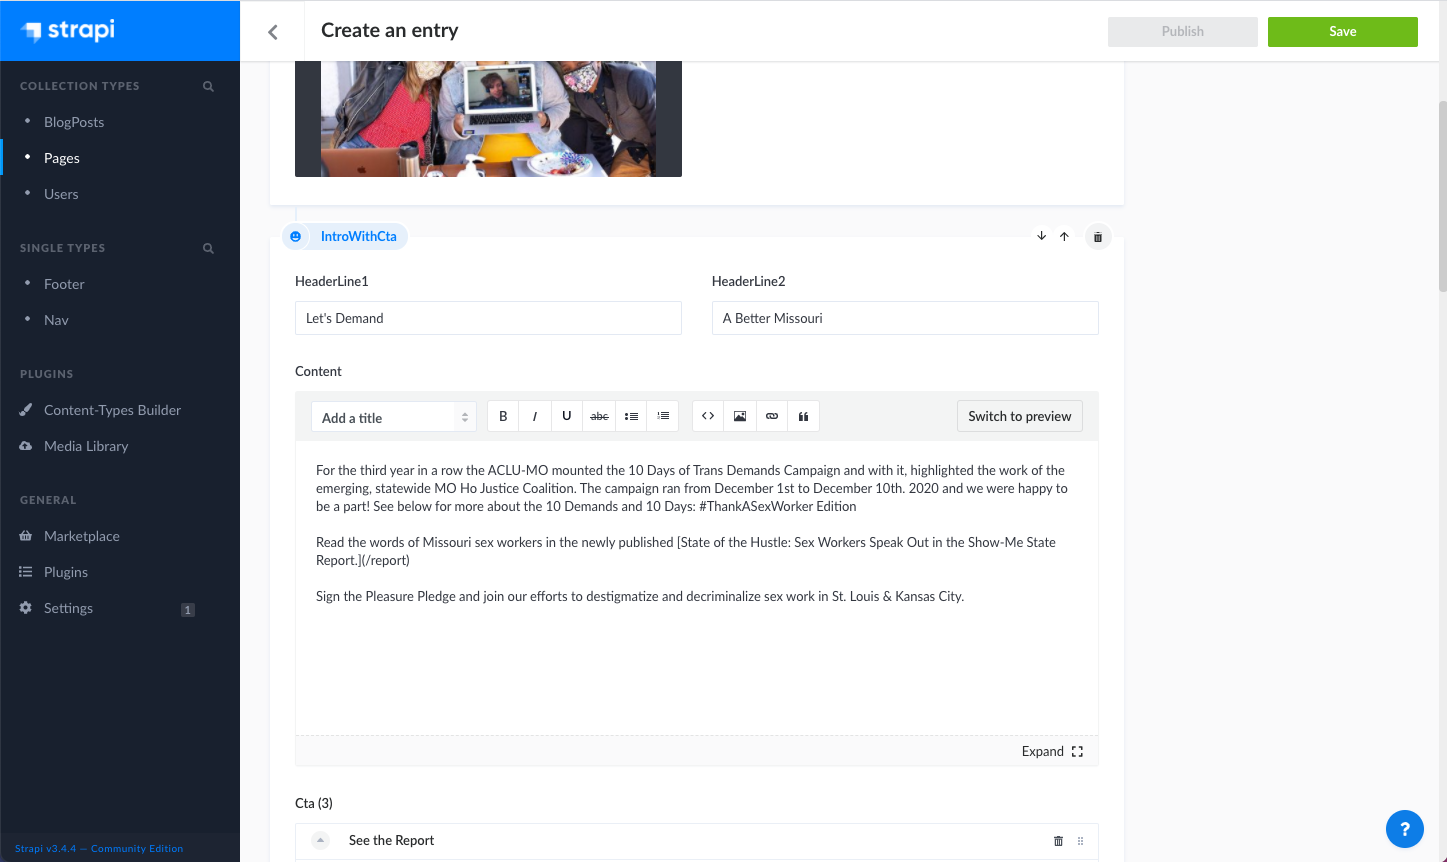 strapi
Create an entry
Publish
Save
COLLECTION TYPES
BlogPosts
Pages
Users
SINGLE TYPES
Footer
Nav
PLUGINS
Content-Types Builder
Media Library
GENERAL
Marketplace
Plugins
Settings
1
Strapi v3.4.4 — Community Edition
IntroWithCta
HeaderLine1
HeaderLine2
Let's Demand
A Better Missouri
Content
Add a title
B I U abc
Switch to preview
For the third year in a row the ACLU-MO mounted the 10 Days of Trans Demands Campaign and with it, highlighted the work of the
emerging, statewide MO Ho Justice Coalition. The campaign ran from December 1st to December 10th. 2020 and we were happy to
be a part! See below for more about the 10 Demands and 10 Days: #ThankASexWorker Edition
Read the words of Missouri sex workers in the newly published [State of the Hustle: Sex Workers Speak Out in the Show-Me State
Report.](/report)
Sign the Pleasure Pledge and join our efforts to destigmatize and decriminalize sex work in St. Louis & Kansas City.
Expand
Cta (3)
See the Report
?